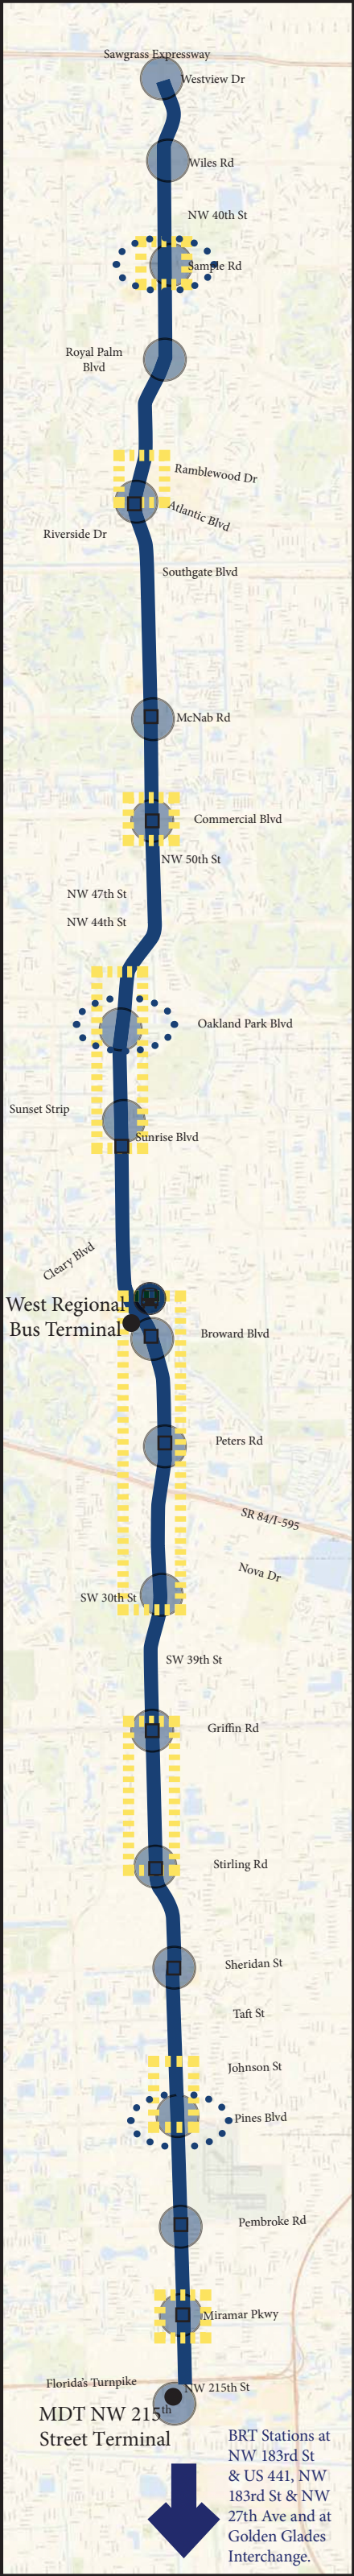 Sawgrass Expressway
Westview Dr
Wiles Rd
NW 40th St
Sample Rd
Royal Palm
Blvd
Ramblewood Dr
Atlantic Blvd
Riverside Dr
Southgate Blvd
McNab Rd
Commercial Blvd
NW 50th St
NW 47th St
NW 44th St
Oakland Park Blvd
Sunset Strip
Sunrise Blvd
Cleary Blvd
West Regional
Bus Terminal
Broward Blvd
Peters Rd
SR 84/I-595
Nova Dr
SW 30th St
SW 39th St
Griffin Rd
Stirling Rd
Sheridan St
Taft St
Johnson St
Pines Blvd
Pembroke Rd
Miramar Pkwy
Florida's Turnpike
NW 215th St
MDT NW 215th
Street Terminal
BRT Stations at
NW 183rd St
& US 441, NW
183rd St & NW
27th Ave and at
Golden Glades
Interchange.